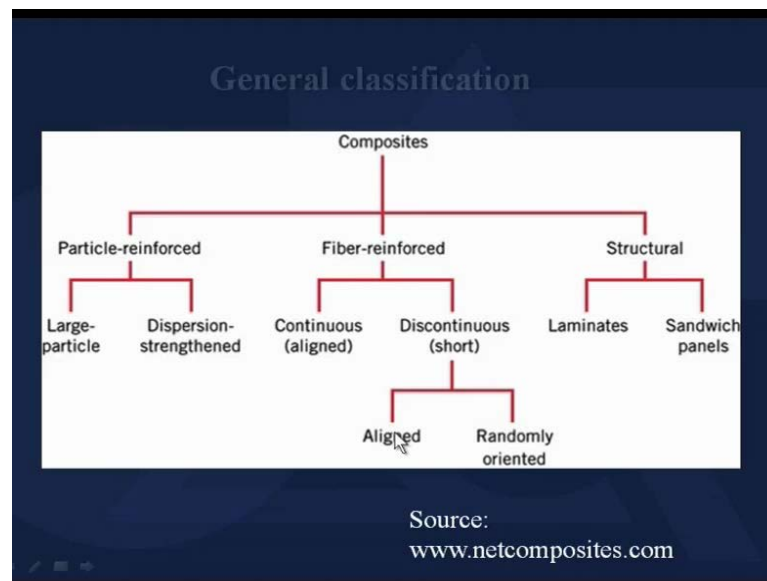 General classification
Composites
Particle-reinforced
Fiber-reinforced
Structural
Large-
particle
Dispersion-
strengthened
Continuous
(aligned)
Discontinuous
(short)
Laminates
Sandwich
panels
Aligned
Randomly
oriented
Source:
www.netcomposites.com